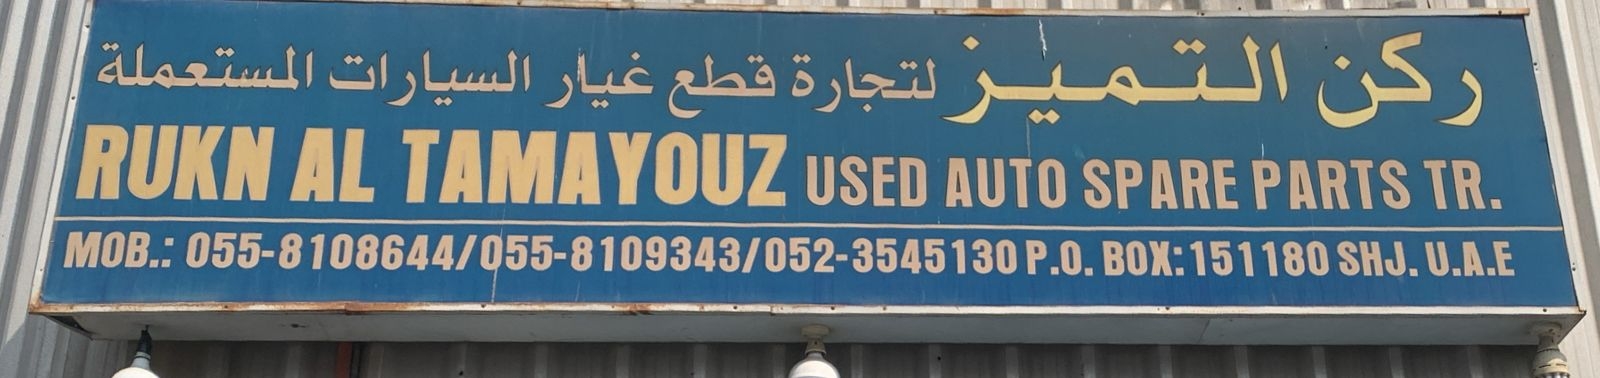 ركن التميز لتجارة قطع غيار السيارات المستعملة
RUKN AL TAMAYOUZ USED AUTO SPARE PARTS TR.
MOB.: 055-8108644/055-8109343/052-3545130 P.O. BOX:151180 SHJ. U.A.E